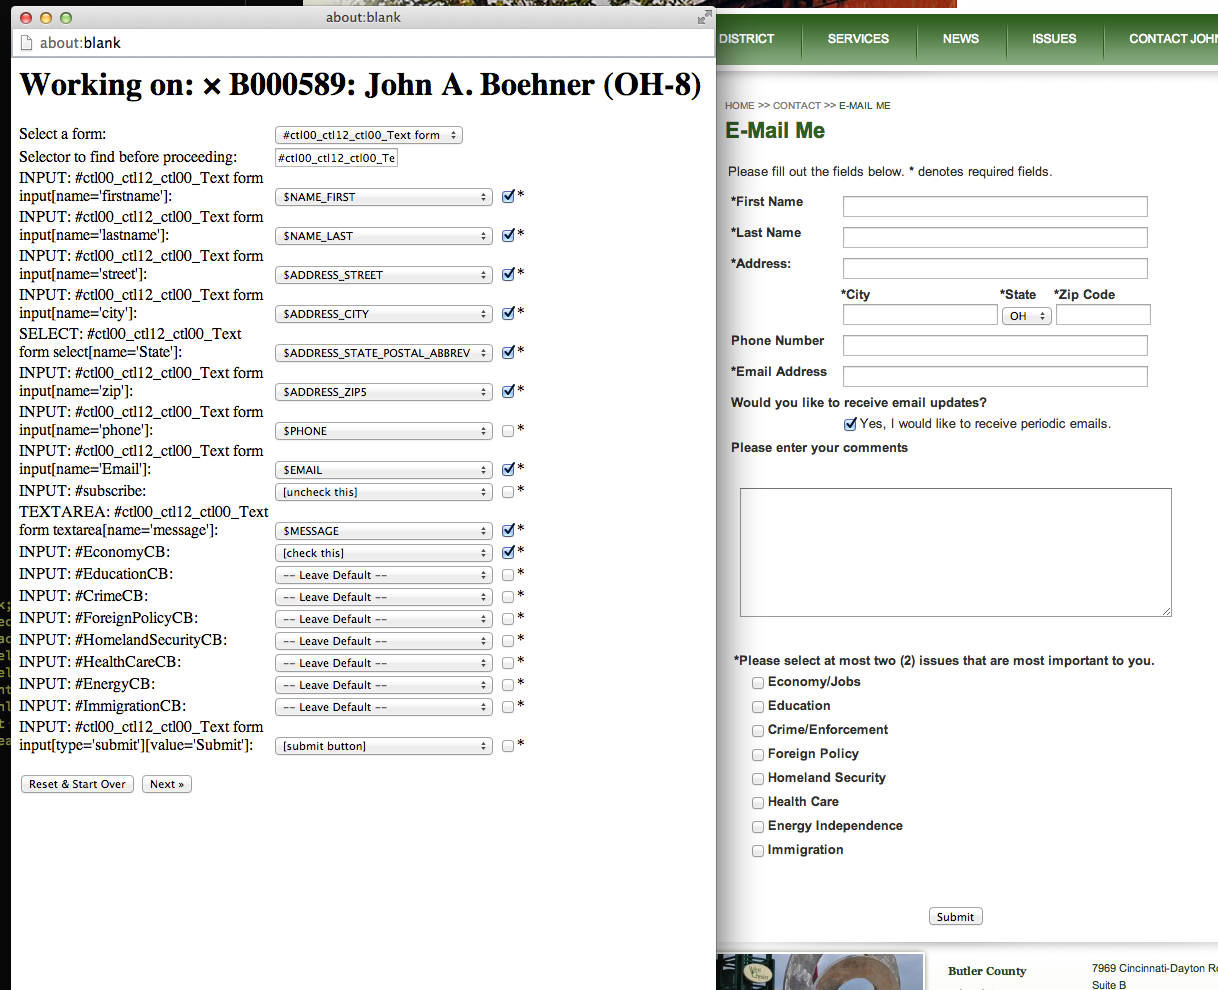 about:blank
about:blank
Working on: × B000589: John A. Boehner (OH-8)
Select a form:
#ctl00_ctl12_ctl00_Text form
Selector to find before proceeding:
#ctl00_ctl12_ctl00_Te
INPUT: #ctl00_ctl12_ctl00_Text form
input[name='firstname']:
$NAME_FIRST
*
INPUT: #ctl00_ctl12_ctl00_Text form
input[name='lastname']:
$NAME_LAST
*
INPUT: #ctl00_ctl12_ctl00_Text form
input[name='street']:
$ADDRESS_STREET
*
INPUT: #ctl00_ctl12_ctl00_Text form
input[name='city']:
$ADDRESS_CITY
*
SELECT: #ctl00_ctl12_ctl00_Text
form select[name='State']:
$ADDRESS_STATE_POSTAL_ABBREV
*
INPUT: #ctl00_ctl12_ctl00_Text form
input[name='zip']:
$ADDRESS_ZIP5
*
INPUT: #ctl00_ctl12_ctl00_Text form
input[name='phone']:
$PHONE
*
INPUT: #ctl00_ctl12_ctl00_Text form
input[name='Email']:
$EMAIL
*
INPUT: #subscribe:
[uncheck this]
*
TEXTAREA: #ctl00_ctl12_ctl00_Text
form textarea[name='message']:
$MESSAGE
*
INPUT: #EconomyCB:
[check this]
*
INPUT: #EducationCB:
-- Leave Default --
*
INPUT: #CrimeCB:
-- Leave Default --
*
INPUT: #ForeignPolicyCB:
-- Leave Default --
*
INPUT: #HomelandSecurityCB:
-- Leave Default --
*
INPUT: #HealthCareCB:
-- Leave Default --
*
INPUT: #EnergyCB:
-- Leave Default --
*
INPUT: #ImmigrationCB:
-- Leave Default --
*
INPUT: #ctl00_ctl12_ctl00_Text form
input[type='submit'][value='Submit']:
[submit button]
*
Reset & Start Over
Next »
DISTRICT SERVICES NEWS ISSUES CONTACT JOHN
HOME >> CONTACT >> E-MAIL ME
E-Mail Me
Please fill out the fields below. * denotes required fields.
*First Name
*Last Name
*Address:
*City *State *Zip Code
OH
Phone Number
*Email Address
Would you like to receive email updates?
Yes, I would like to receive periodic emails.
Please enter your comments
*Please select at most two (2) issues that are most important to you.
Economy/Jobs
Education
Crime/Enforcement
Foreign Policy
Homeland Security
Health Care
Energy Independence
Immigration
Submit
Butler County
7969 Cincinnati-Dayton
Suite B